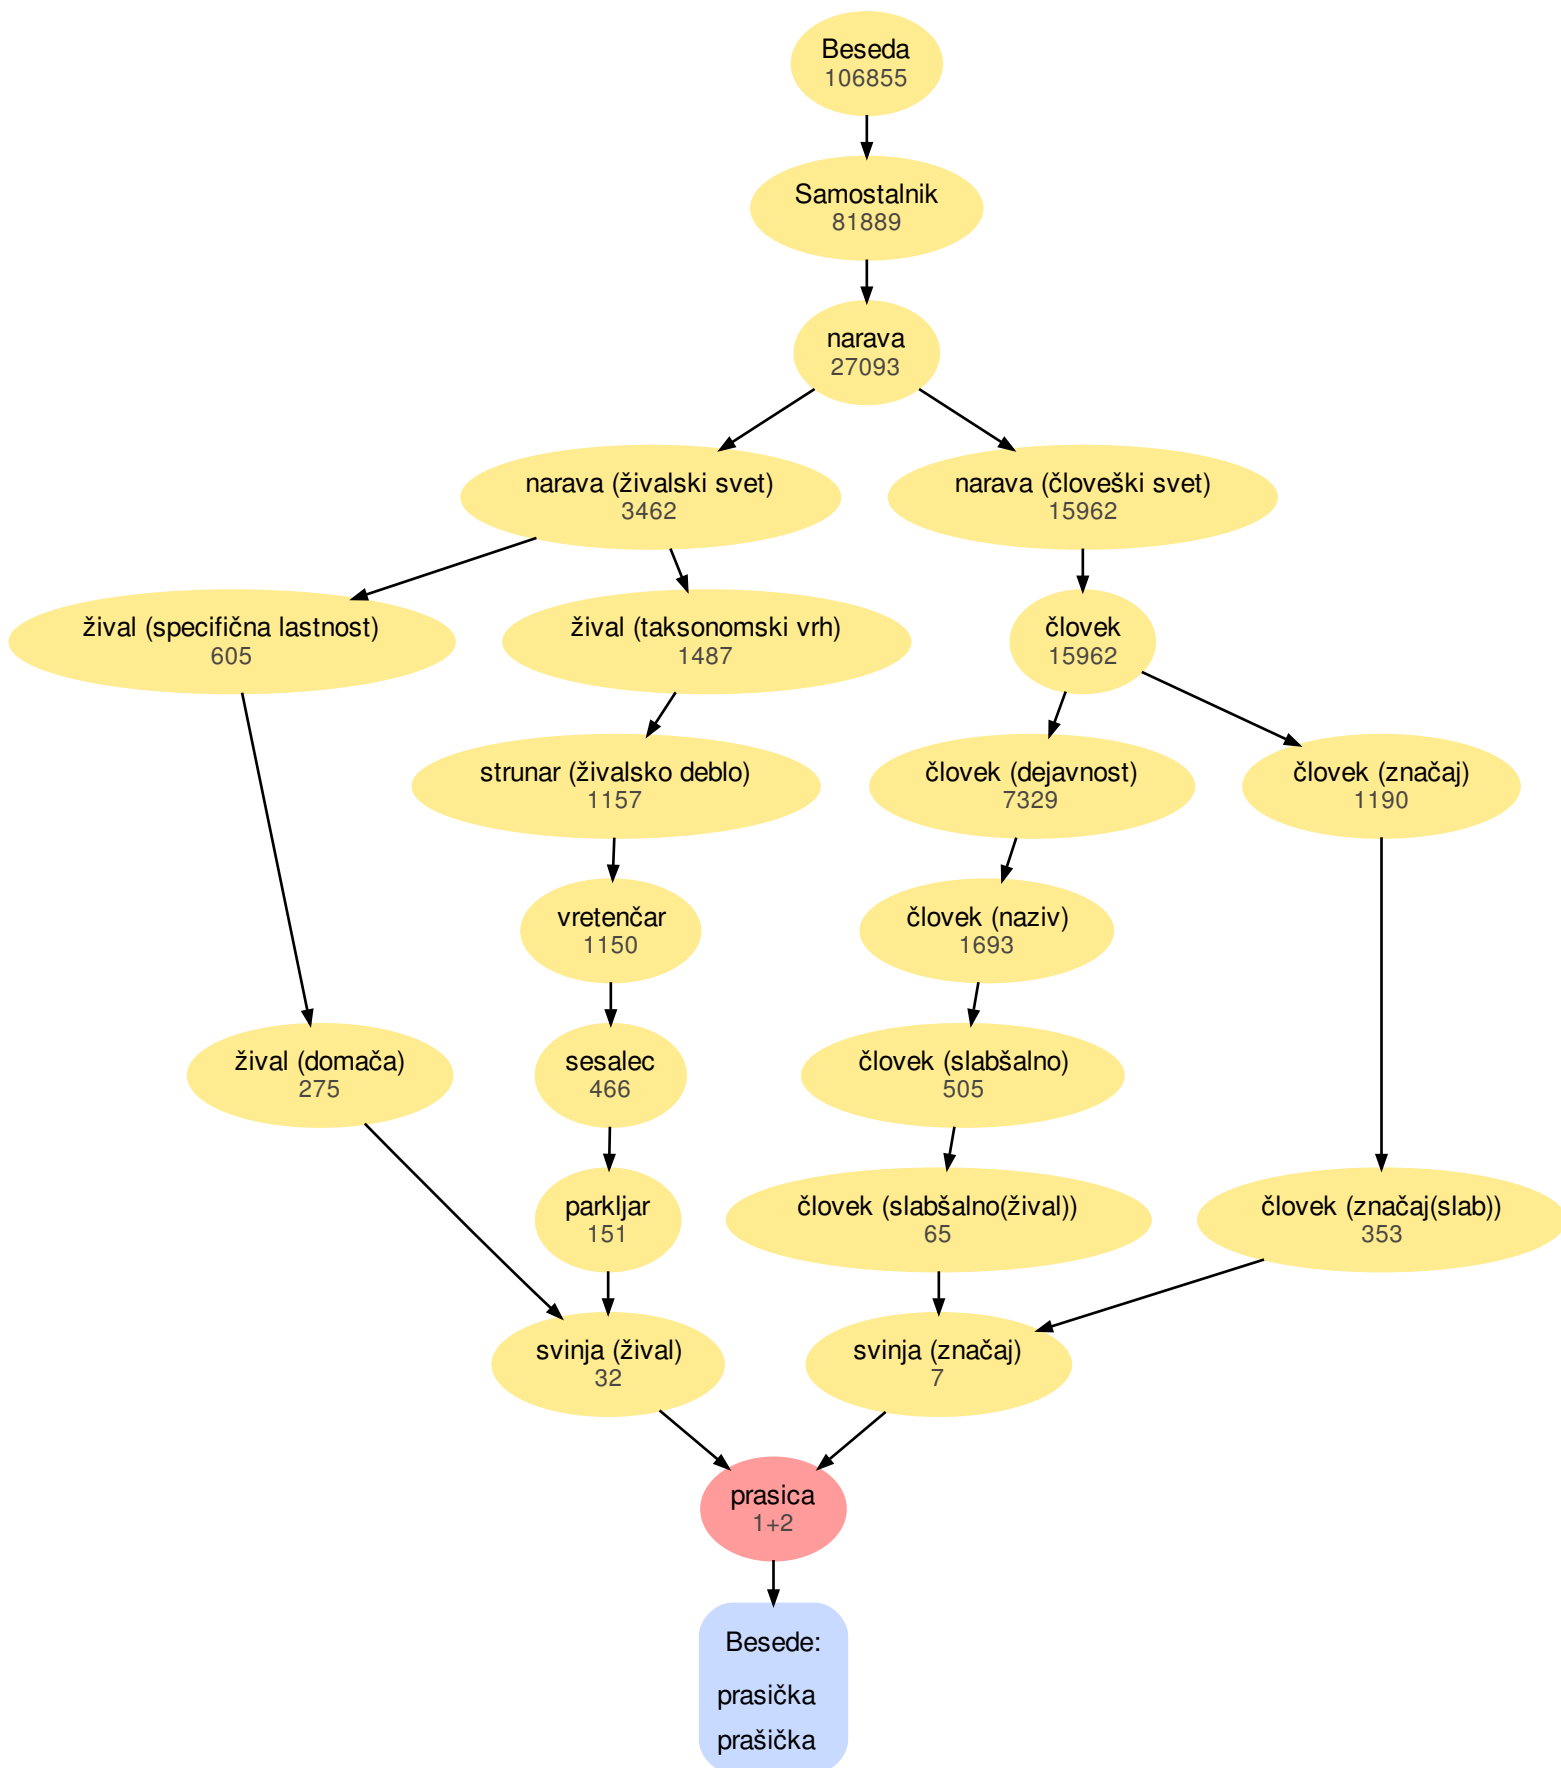 Beseda
106855
Samostalnik
81889
narava
27093
narava (živalski svet)
3462
narava (človeški svet)
15962
žival (specifična lastnost)
605
žival (taksonomski vrh)
1487
človek
15962
strunar (živalsko deblo)
1157
človek (dejavnost)
7329
človek (značaj)
1190
vretenčar
1150
človek (naziv)
1693
žival (domača)
275
sesalec
466
človek (slabšalno)
505
parkljar
151
človek (slabšalno(žival))
65
človek (značaj(slab))
353
svinja (žival)
32
svinja (značaj)
7
prasica
1+2
Besede:
prasička
prašička